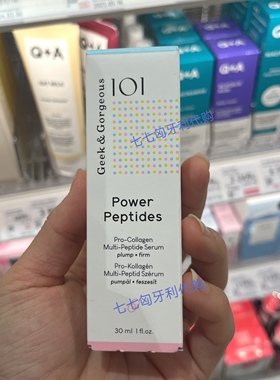 Q+A
Q+A
Geek & Gorgeous
101
七七匈牙利代购
Power
Peptides
Pro-Collagen
Multi-Peptide Serum
plump • firm
Pro-Kollagén
Multi-Peptid Szérum
pumpál • feszesít
七七匈牙利代购
30 ml 1 fl.oz.